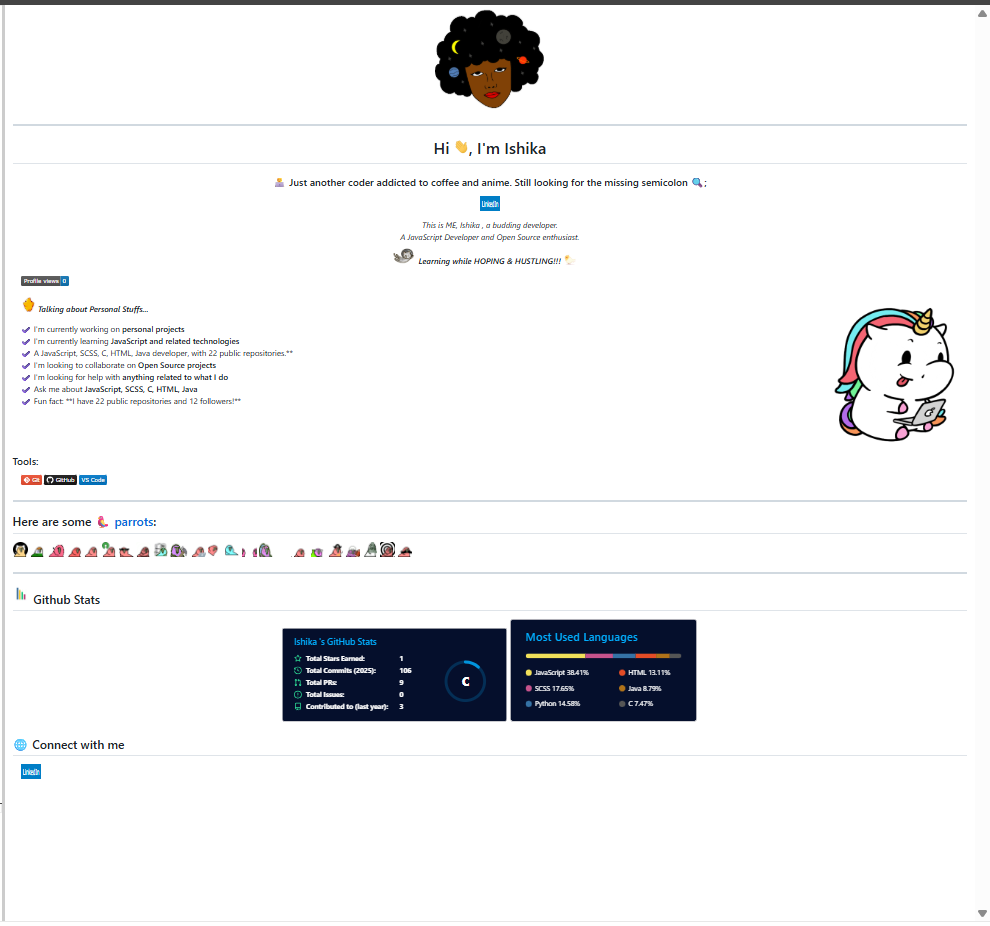 Hi 👋, I'm Ishika
Just another coder addicted to coffee and anime. Still looking for the missing semicolon 🔍;
LinkedIn
This is ME, Ishika , a budding developer.
A JavaScript Developer and Open Source enthusiast.
Learning while HOPING & HUSTLING!!!
Profile views 0
Talking about Personal Stuffs...
I'm currently working on personal projects
I'm currently learning JavaScript and related technologies
A JavaScript, SCSS, C, HTML, Java developer, with 22 public repositories.**
I'm looking to collaborate on Open Source projects
I'm looking for help with anything related to what I do
Ask me about JavaScript, SCSS, C, HTML, Java
Fun fact: **I have 22 public repositories and 12 followers!**
Tools:
Git GitHub VS Code
Here are some 🦜 parrots:
Github Stats
Ishika 's GitHub Stats
Total Stars Earned: 1
Total Commits (2025): 106
Total PRs: 9
Total Issues: 0
Contributed to (last year): 3
C
Most Used Languages
JavaScript 38.41% HTML 13.11%
SCSS 17.65% Java 8.79%
Python 14.58% C 7.47%
Connect with me
LinkedIn